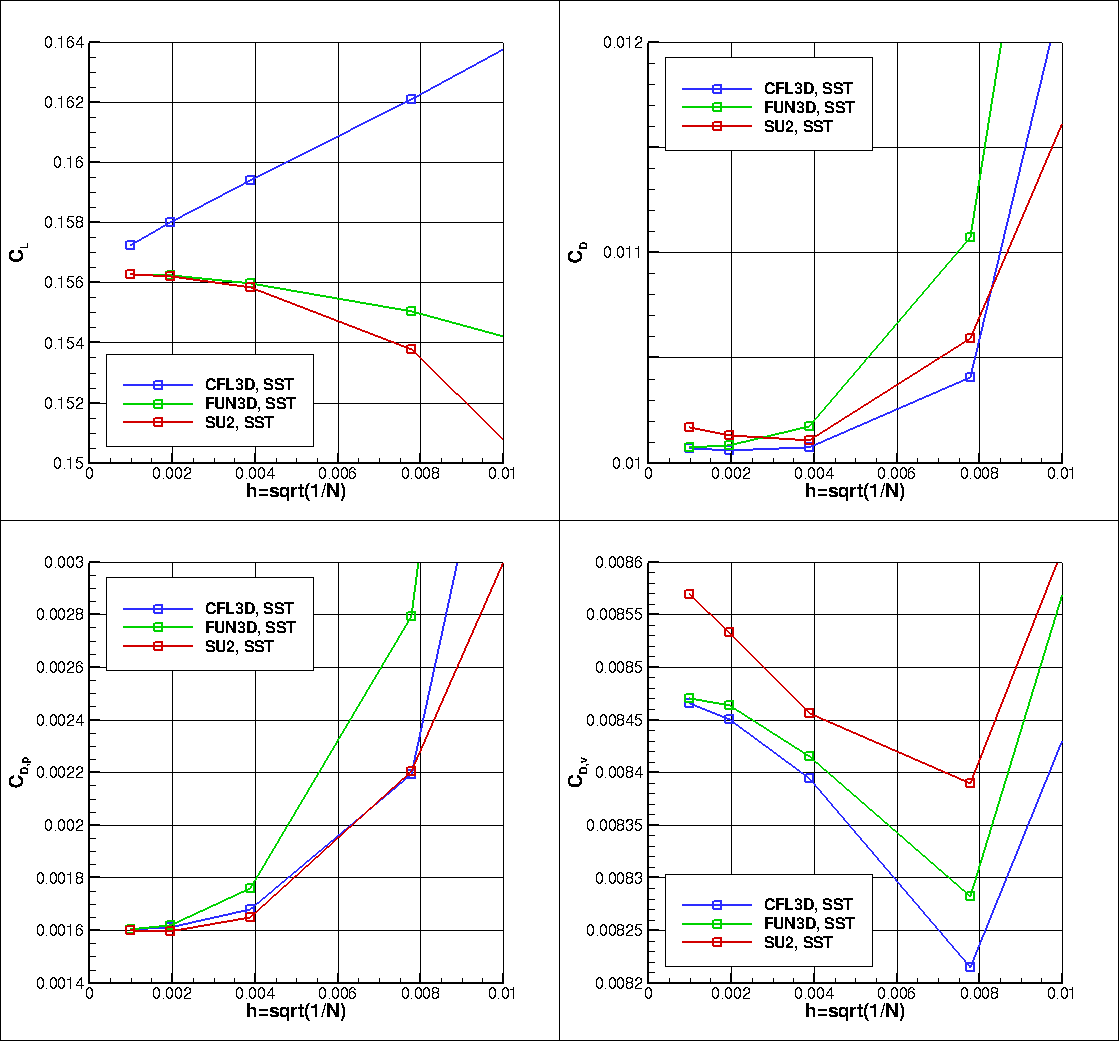 0.164
0.162
0.16
0.158
0.156
0.154
0.152
0.15
C_L
0
0.002
0.004
0.006
0.008
0.01
h=sqrt(1/N)
CFL3D, SST
FUN3D, SST
SU2, SST
0.012
0.011
0.01
C_D
0
0.002
0.004
0.006
0.008
0.01
h=sqrt(1/N)
CFL3D, SST
FUN3D, SST
SU2, SST
0.003
0.0028
0.0026
0.0024
0.0022
0.002
0.0018
0.0016
0.0014
C_D,p
0
0.002
0.004
0.006
0.008
0.01
h=sqrt(1/N)
CFL3D, SST
FUN3D, SST
SU2, SST
0.0086
0.00855
0.0085
0.00845
0.0084
0.00835
0.0083
0.00825
0.0082
C_D,v
0
0.002
0.004
0.006
0.008
0.01
h=sqrt(1/N)
CFL3D, SST
FUN3D, SST
SU2, SST